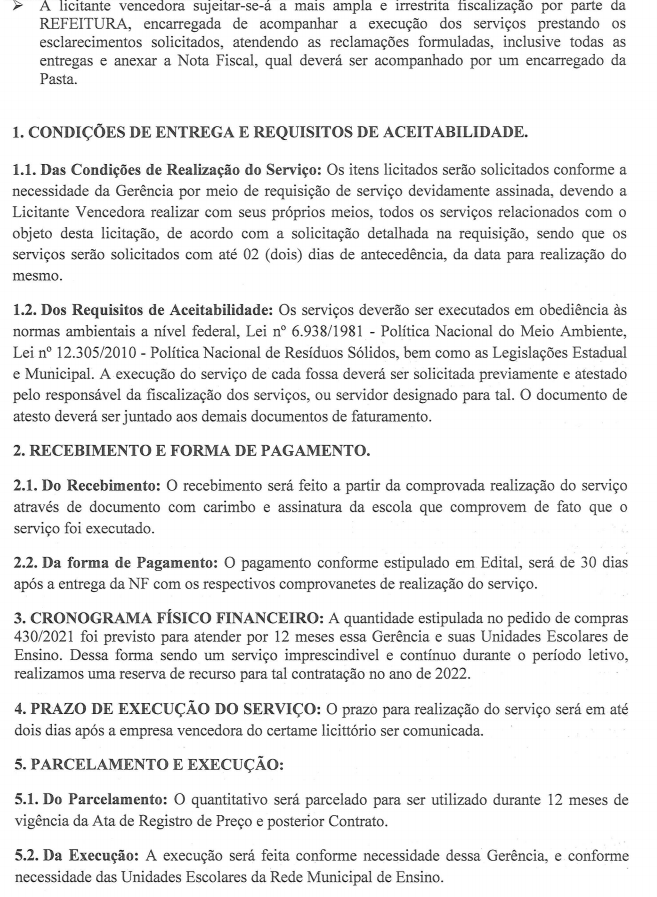 ➢ A licitante vencedora sujeitar-se-á a mais ampla e irrestrita fiscalização por parte da
REFEITURA, encarregada de acompanhar a execução dos serviços prestando os
esclarecimentos solicitados, atendendo as reclamações formuladas, inclusive todas as
entregas e anexar a Nota Fiscal, qual deverá ser acompanhado por um encarregado da
Pasta.
1. CONDIÇÕES DE ENTREGA E REQUISITOS DE ACEITABILIDADE.
1.1. Das Condições de Realização do Serviço: Os itens licitados serão solicitados conforme a
necessidade da Gerência por meio de requisição de serviço devidamente assinada, devendo a
Licitante Vencedora realizar com seus próprios meios, todos os serviços relacionados com o
objeto desta licitação, de acordo com a solicitação detalhada na requisição, sendo que os
serviços serão solicitados com até 02 (dois) dias de antecedência, da data para realização do
mesmo.
1.2. Dos Requisitos de Aceitabilidade: Os serviços deverão ser executados em obediência às
normas ambientais a nível federal, Lei nº 6.938/1981 - Política Nacional do Meio Ambiente,
Lei nº 12.305/2010 - Política Nacional de Resíduos Sólidos, bem como as Legislações Estadual
e Municipal. A execução do serviço de cada fossa deverá ser solicitada previamente e atestado
pelo responsável da fiscalização dos serviços, ou servidor designado para tal. O documento de
atesto deverá ser juntado aos demais documentos de faturamento.
2. RECEBIMENTO E FORMA DE PAGAMENTO.
2.1. Do Recebimento: O recebimento será feito a partir da comprovada realização do serviço
através de documento com carimbo e assinatura da escola que comprovem de fato que o
serviço foi executado.
2.2. Da forma de Pagamento: O pagamento conforme estipulado em Edital, será de 30 dias
após a entrega da NF com os respectivos comprovanetes de realização do serviço.
3. CRONOGRAMA FÍSICO FINANCEIRO: A quantidade estipulada no pedido de compras
430/2021 foi previsto para atender por 12 meses essa Gerência e suas Unidades Escolares de
Ensino. Dessa forma sendo um serviço imprescindivel e contínuo durante o período letivo,
realizamos uma reserva de recurso para tal contratação no ano de 2022.
4. PRAZO DE EXECUÇÃO DO SERVIÇO: O prazo para realização do serviço será em até
dois dias após a empresa vencedora do certame licittório ser comunicada.
5. PARCELAMENTO E EXECUÇÃO:
5.1. Do Parcelamento: O quantitativo será parcelado para ser utilizado durante 12 meses de
vigência da Ata de Registro de Preço e posterior Contrato.
5.2. Da Execução: A execução será feita conforme necessidade dessa Gerência, e conforme
necessidade das Unidades Escolares da Rede Municipal de Ensino.